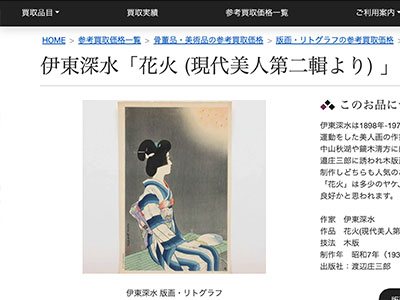 買取品目
買取実績
参考買取価格一覧
ご利用案内
HOME > 参考買取価格一覧 > 骨董品・美術品の参考買取価格 > 版画・リトグラフの参考買取価格 >
伊東深水「花火 (現代美人第二輯より) 」
このお品に
伊東深水は1898年-197
運動をした美人画の作
中山秋湖や鏑木清方に
邉庄三郎に誘われ木版
制作しどちらも人気の
「花火」は多少のヤケ、
良好かと思われます。
作家 伊東深水
作品 花火(現代美
技法 木版
制作年 昭和7年（193
出版社：渡辺庄三郎
伊東深水 版画・リトグラフ